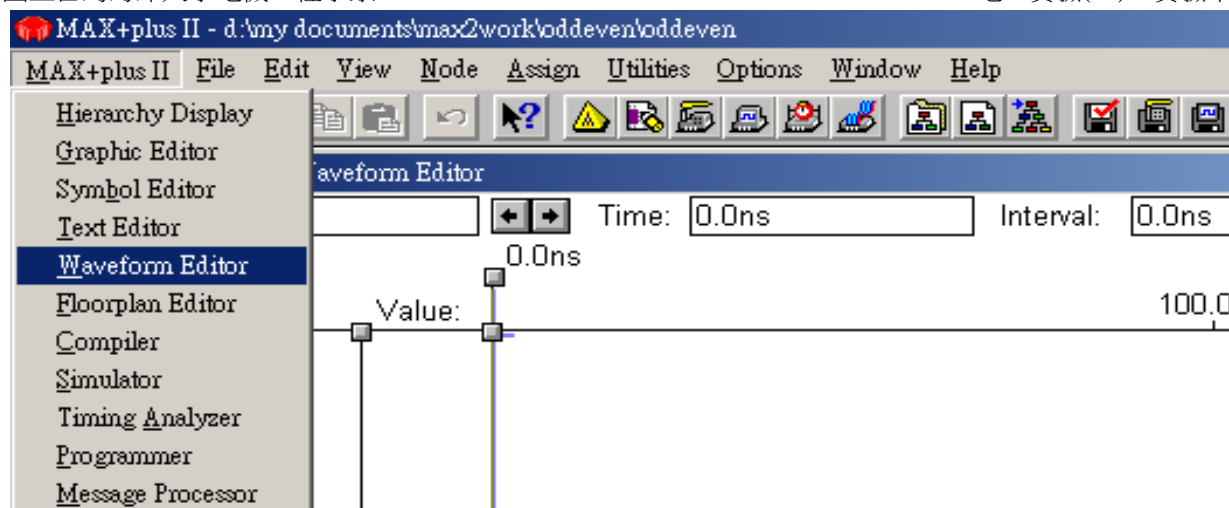 MAX+plus II - d:\my documents\max2work\oddeven\oddeven
MAX+plus II File Edit View Node Assign Utilities Options Window Help
Hierarchy Display
Graphic Editor
Symbol Editor
Text Editor
Waveform Editor
Floorplan Editor
Compiler
Simulator
Timing Analyzer
Programmer
Message Processor
aveform Editor
Time: 0.0ns Interval: 0.0ns
0.0ns
Value: 100.0